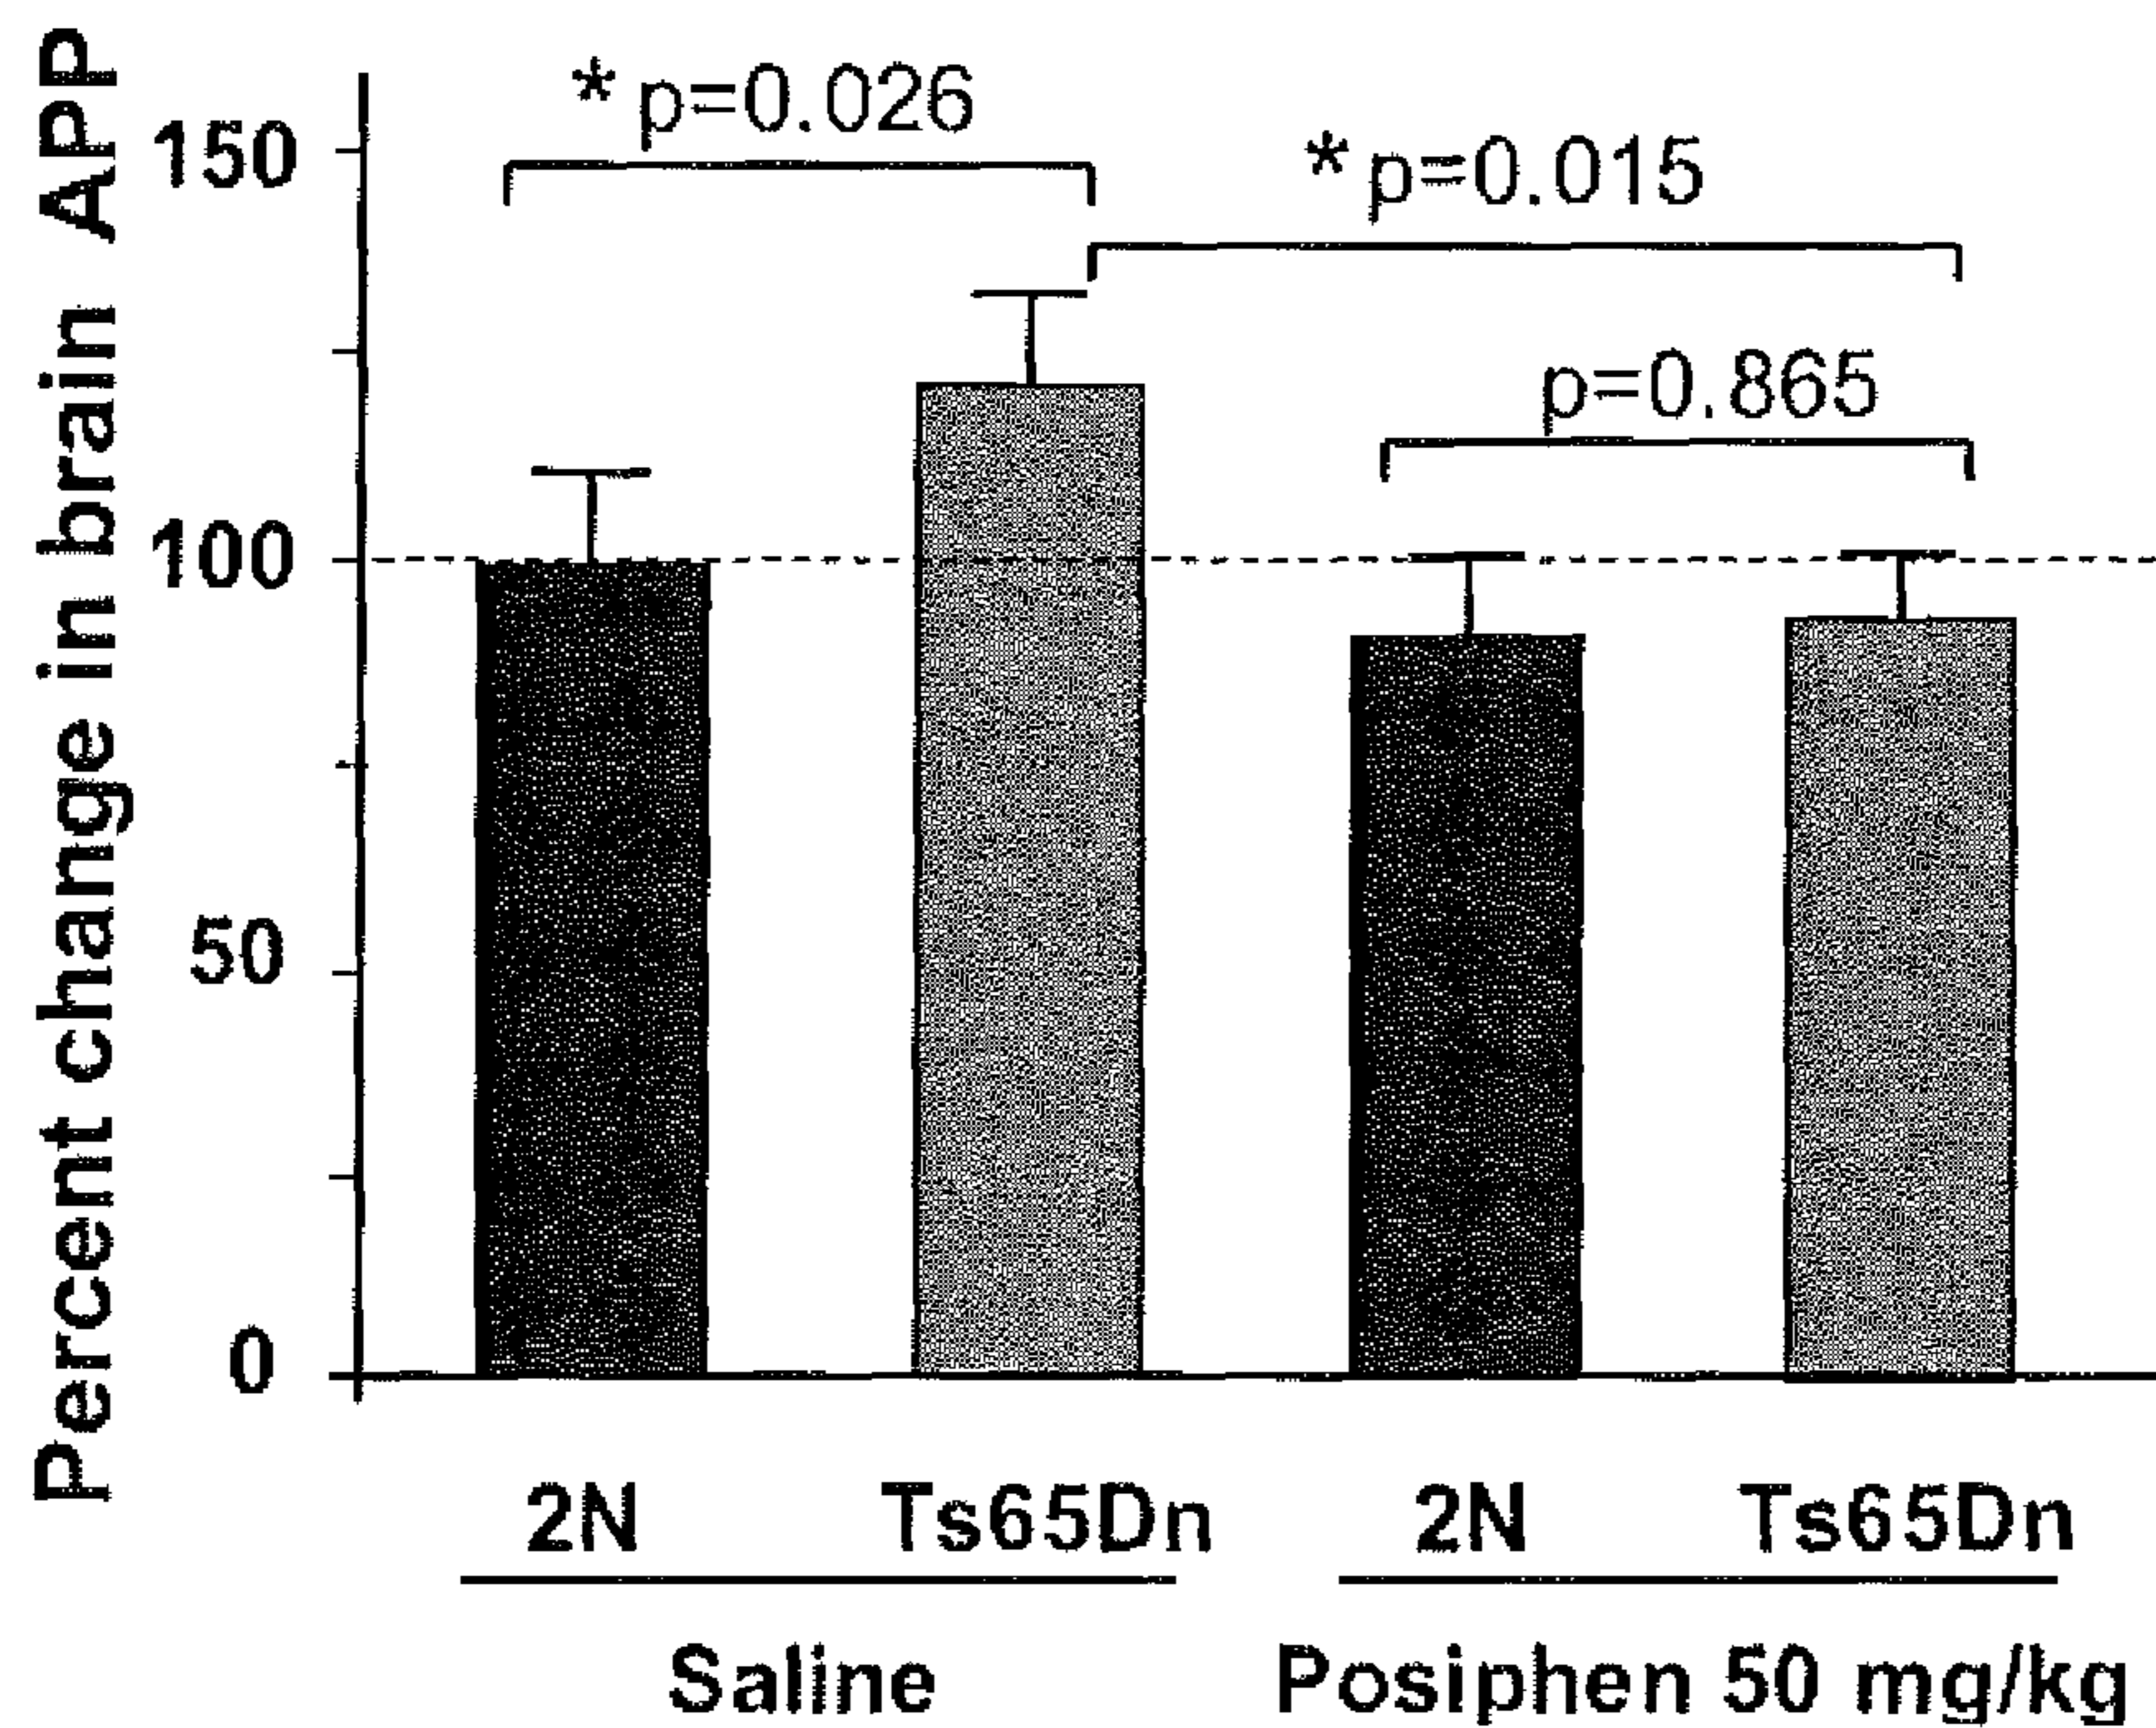 Percent change in brain APP
150
100
50
0
*p=0.026
*p=0.015
p=0.865
2N Ts65Dn 2N Ts65Dn
Saline Posiphen 50 mg/kg